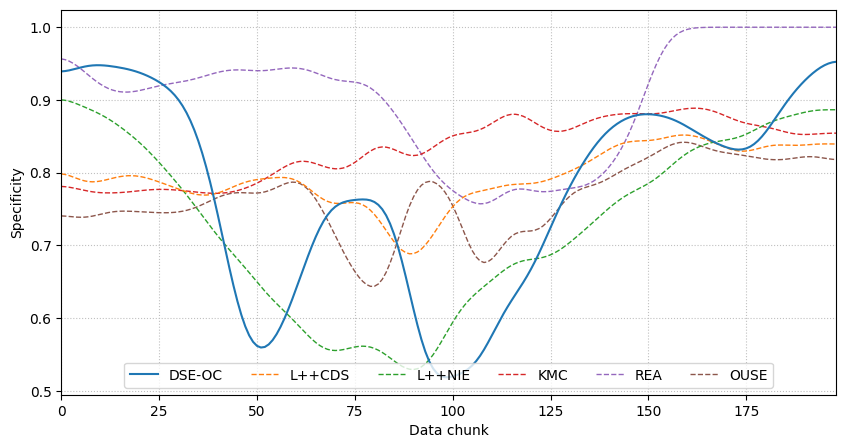 1.0
0.9
0.8
0.7
0.6
0.5
Specificity
DSE-OC L++CDS L++NIE KMC REA OUSE
0 25 50 75 100 125 150 175
Data chunk